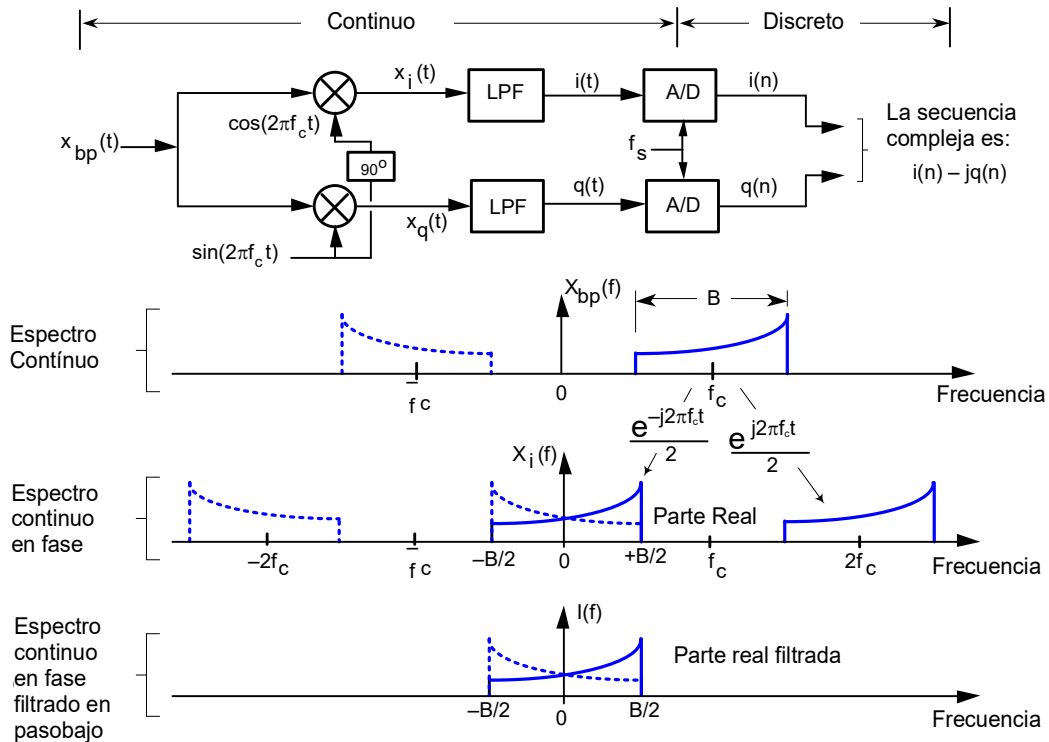 Continuo
Discreto
x_bp(t)
x_i(t)
LPF
i(t)
A/D
i(n)
cos(2πf_c t)
90°
f_s
La secuencia
compleja es:
i(n) – jq(n)
x_q(t)
LPF
q(t)
A/D
q(n)
sin(2πf_c t)
Espectro
Contínuo
X_bp(f)
B
–f c
0
f_c
Frecuencia
e^–j2πf_c t / 2
e^j2πf_c t / 2
Espectro
continuo
en fase
X_i(f)
Parte Real
–2f_c
–f c
–B/2
0
+B/2
f_c
2f_c
Frecuencia
Espectro
continuo
en fase
filtrado en
pasobajo
I(f)
Parte real filtrada
–B/2
0
B/2
Frecuencia